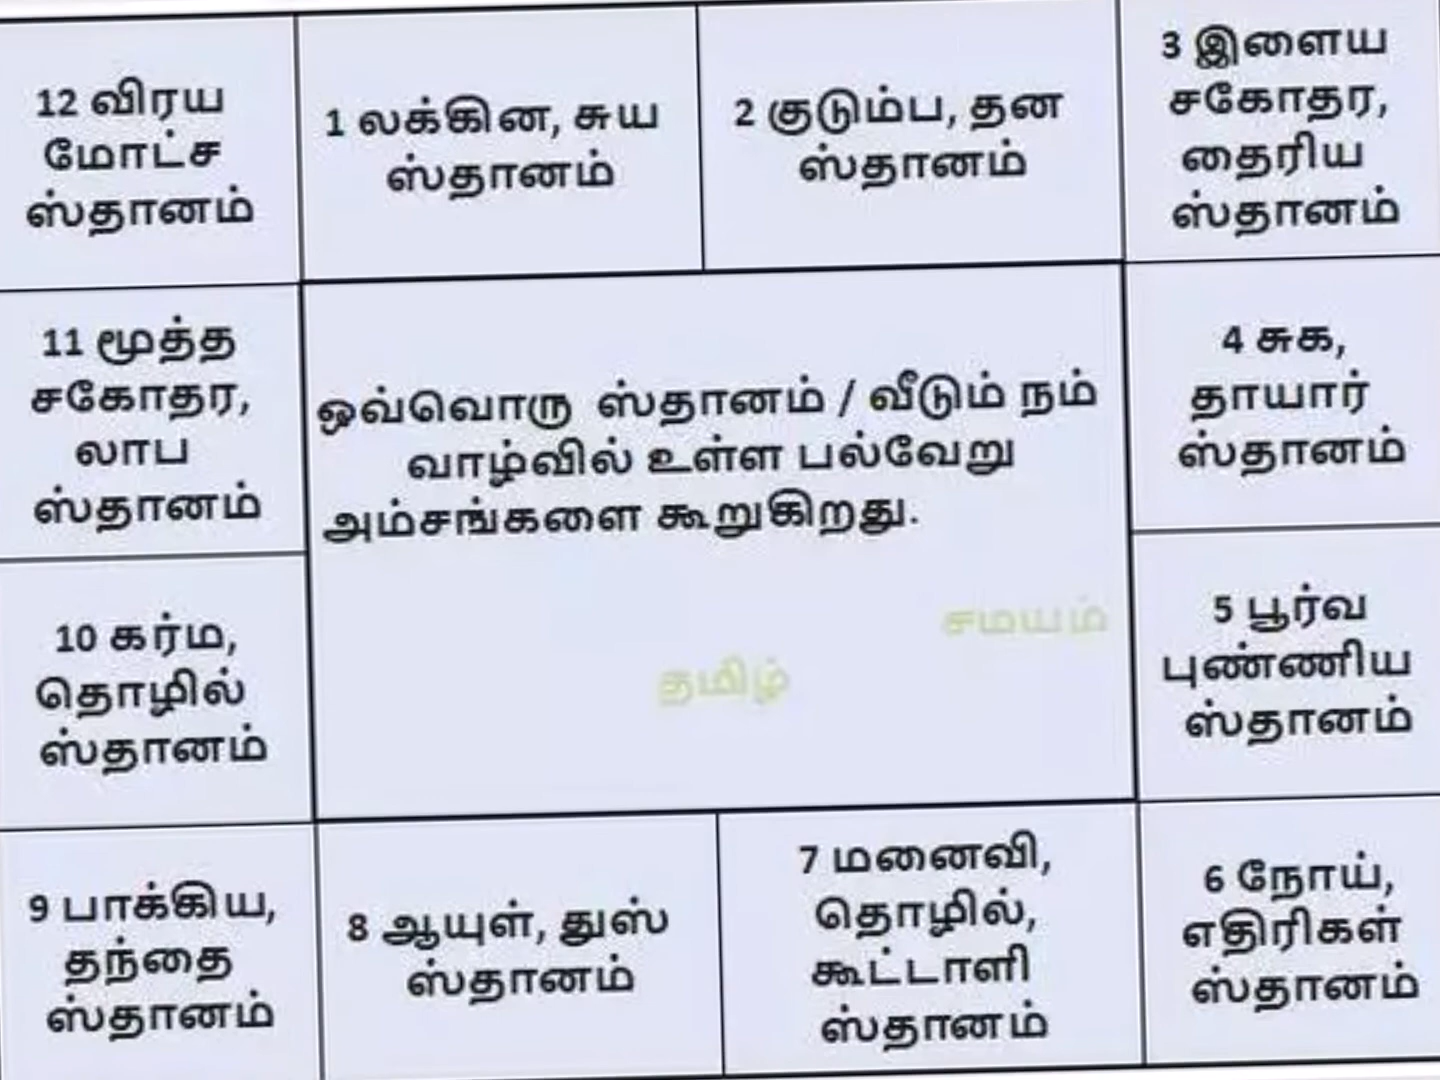 12 விரய
மோட்ச
ஸ்தானம்
1 லக்கின, சுய
ஸ்தானம்
2 குடும்ப, தன
ஸ்தானம்
3 இளைய
சகோதர,
தைரிய
ஸ்தானம்
11 மூத்த
சகோதர,
லாப
ஸ்தானம்
ஒவ்வொரு ஸ்தானம் / வீடும் நம்
வாழ்வில் உள்ள பல்வேறு
அம்சங்களை கூறுகிறது.
சமயம்
தமிழ்
4 சுக,
தாயார்
ஸ்தானம்
10 கர்ம,
தொழில்
ஸ்தானம்
5 பூர்வ
புண்ணிய
ஸ்தானம்
9 பாக்கிய,
தந்தை
ஸ்தானம்
8 ஆயுள், துஸ்
ஸ்தானம்
7 மனைவி,
தொழில்,
கூட்டாளி
ஸ்தானம்
6 நோய்,
எதிரிகள்
ஸ்தானம்